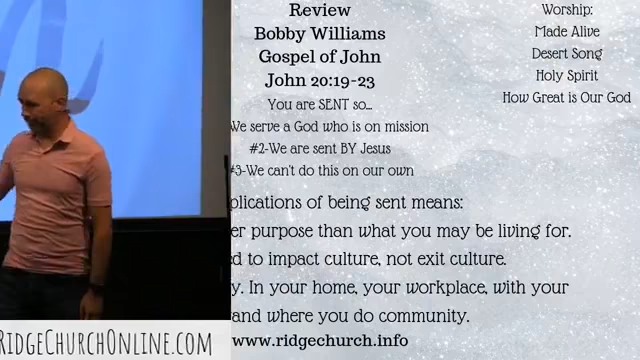 Review
Bobby Williams
Gospel of John
John 20:19-23
You are SENT so...
We serve a God who is on mission
#2-We are sent BY Jesus
#3-We can't do this on our own
plications of being sent means:
er purpose than what you may be living for.
ed to impact culture, not exit culture.
y. In your home, your workplace, with your
and where you do community.
www.ridgechurch.info
Worship:
Made Alive
Desert Song
Holy Spirit
How Great is Our God
RIDGECHURCHONLINE.COM